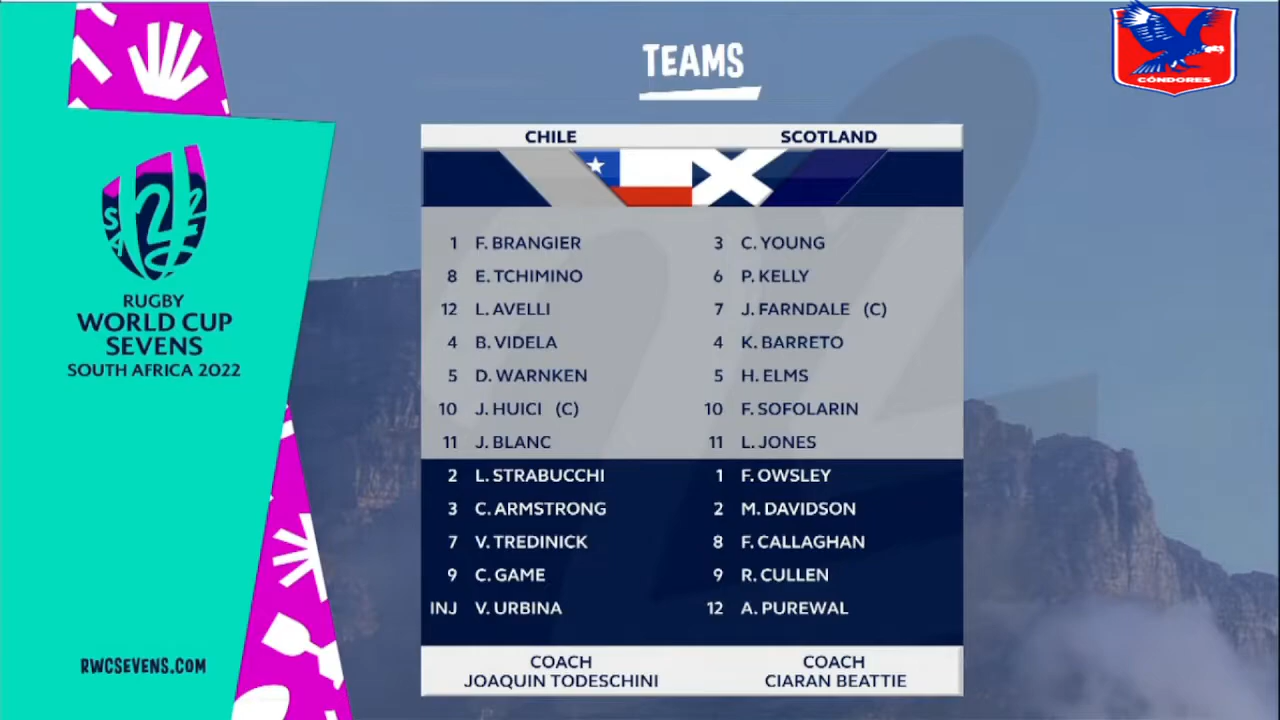 TEAMS
CÓNDORES
CHILE SCOTLAND
1 F. BRANGIER 3 C. YOUNG
8 E. TCHIMINO 6 P. KELLY
12 L. AVELLI 7 J. FARNDALE (C)
4 B. VIDELA 4 K. BARRETO
5 D. WARNKEN 5 H. ELMS
10 J. HUICI (C) 10 F. SOFOLARIN
11 J. BLANC 11 L. JONES
2 L. STRABUCCHI 1 F. OWSLEY
3 C. ARMSTRONG 2 M. DAVIDSON
7 V. TREDINICK 8 F. CALLAGHAN
9 C. GAME 9 R. CULLEN
INJ V. URBINA 12 A. PUREWAL
COACH COACH
JOAQUIN TODESCHINI CIARAN BEATTIE
RUGBY
WORLD CUP
SEVENS
SOUTH AFRICA 2022
RWCSEVENS.COM